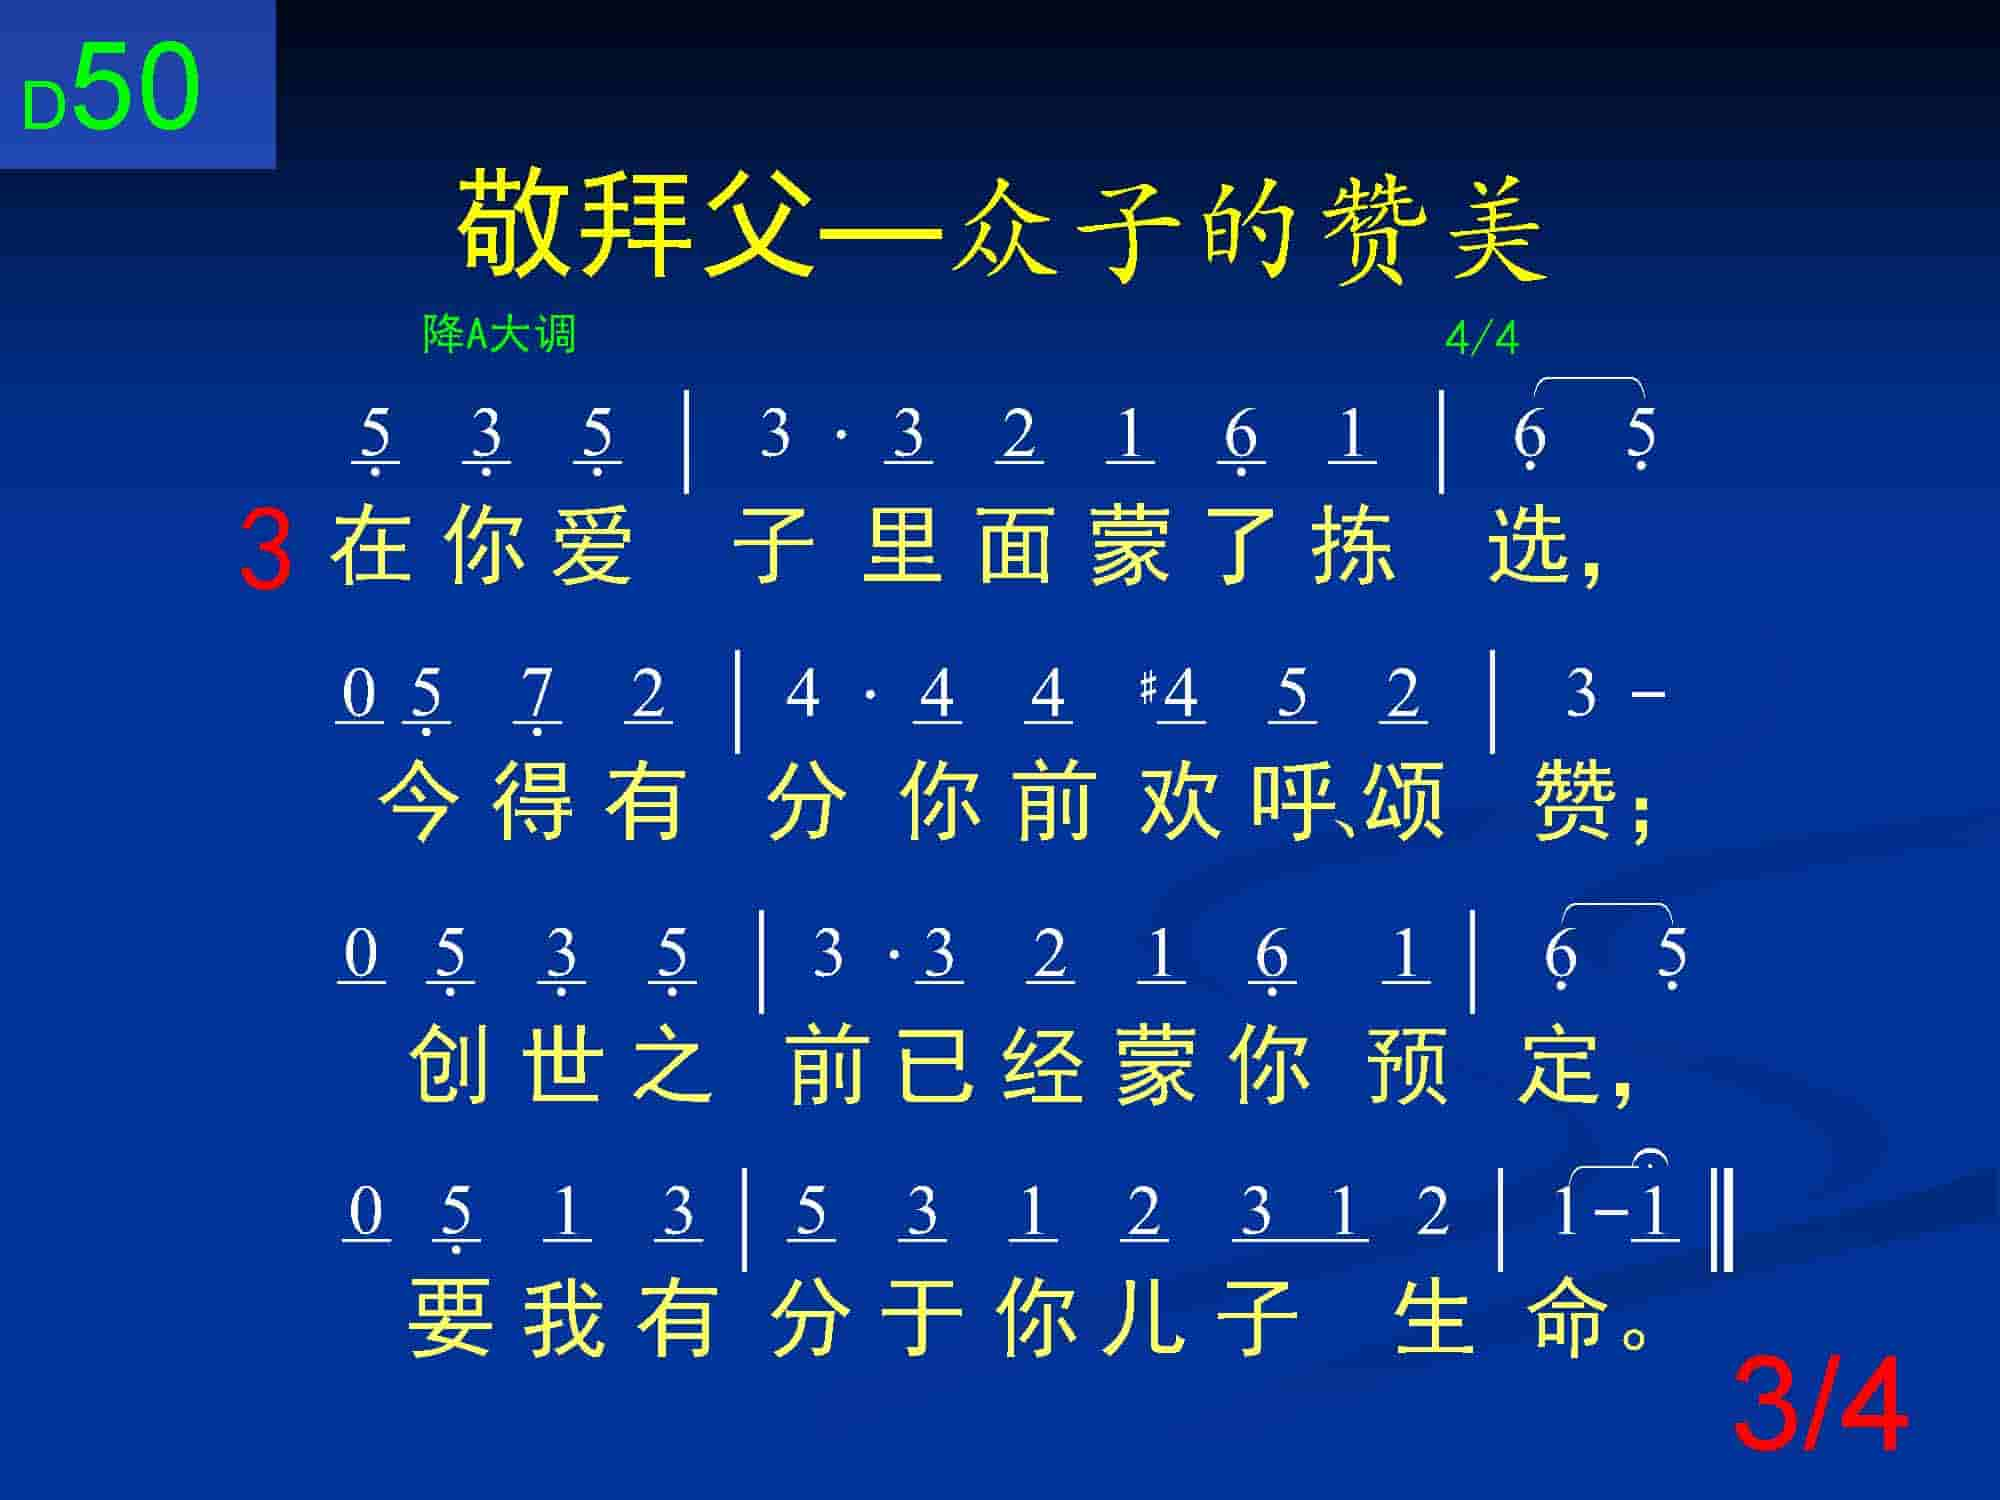 D50
敬拜父—众子的赞美
降A大调 4/4
5 3 5 | 3 · 3 2 1 6 1 | 6 5
3 在你爱 子里面蒙了拣 选，
0 5 7 2 | 4 · 4 4 #4 5 2 | 3 -
今得有 分你前欢呼、颂 赞；
0 5 3 5 | 3 · 3 2 1 6 1 | 6 5
创世之 前已经蒙你预 定，
0 5 1 3 | 5 3 1 2 3 1 2 | 1 - 1 ‖
要我有 分于你儿子 生 命。
3/4